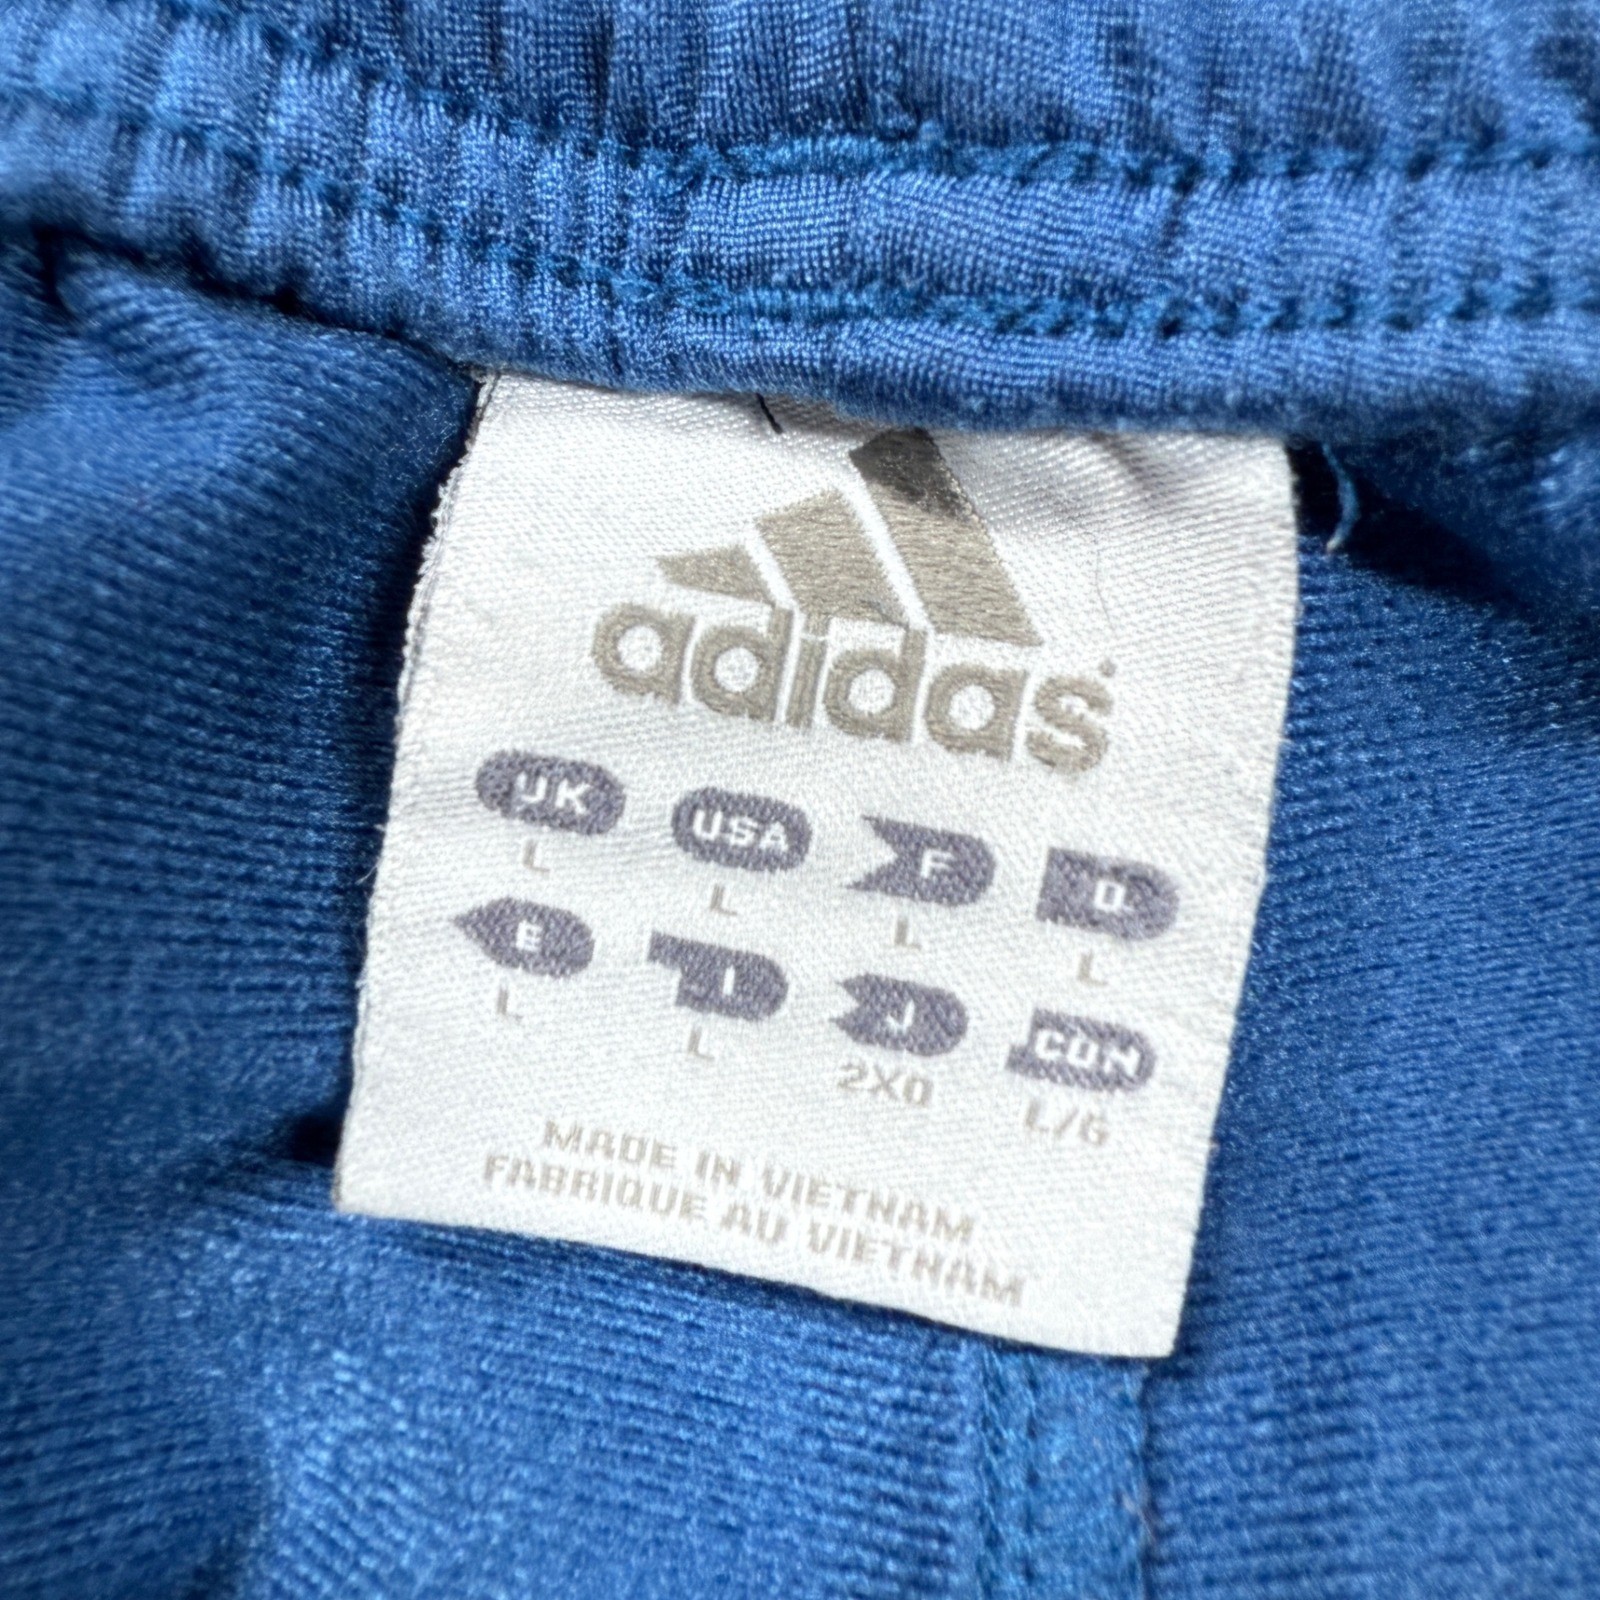 adidas
UK USA F D
L L L L
E I J CDN
L L 2XO L/G
MADE IN VIETNAM
FABRIQUE AU VIETNAM